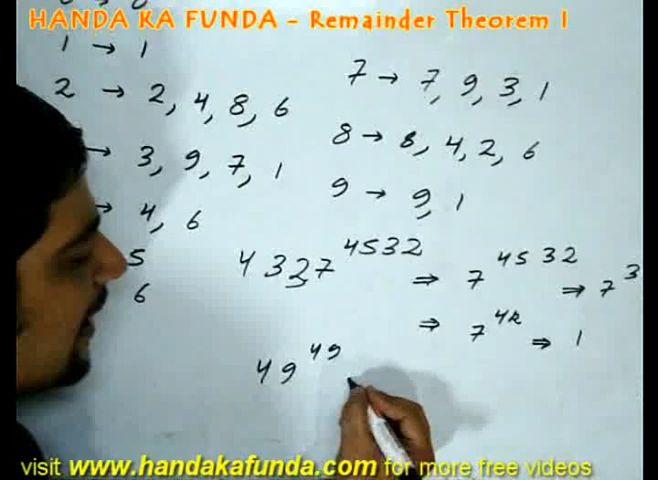 HANDA KA FUNDA - Remainder Theorem 1
1 → 1
2 → 2, 4, 8, 6
→ 3, 9, 7, 1
→ 4, 6
5
6
7 → 7, 9, 3, 1
8 → 8, 4, 2, 6
9 → 9, 1
4327^4532 ⇒ 7^4532 ⇒ 7^3
⇒ 7^4k ⇒ 1
49^49
visit www.handakafunda.com for more free videos